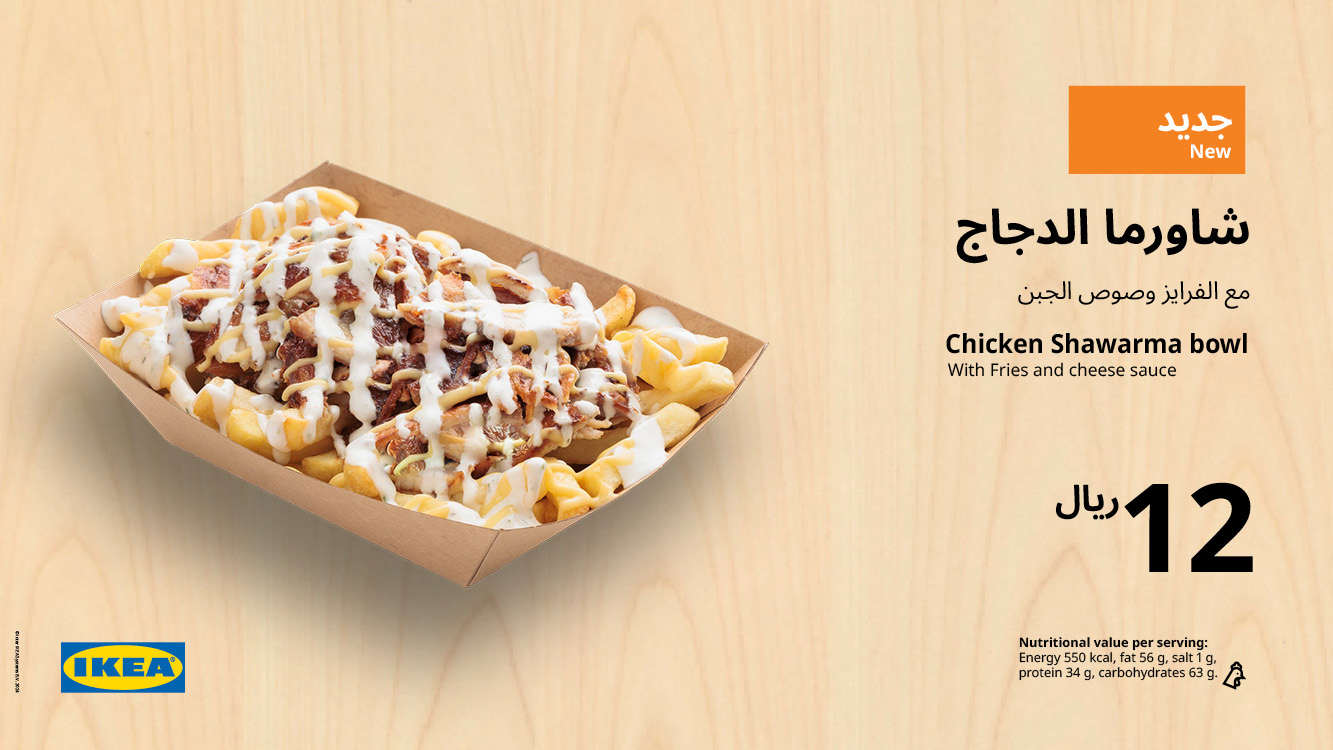 جديد
New
شاورما الدجاج
مع الفرايز وصوص الجبن
Chicken Shawarma bowl
With Fries and cheese sauce
12 ريال
Nutritional value per serving:
Energy 550 kcal, fat 56 g, salt 1 g,
protein 34 g, carbohydrates 63 g.
IKEA®